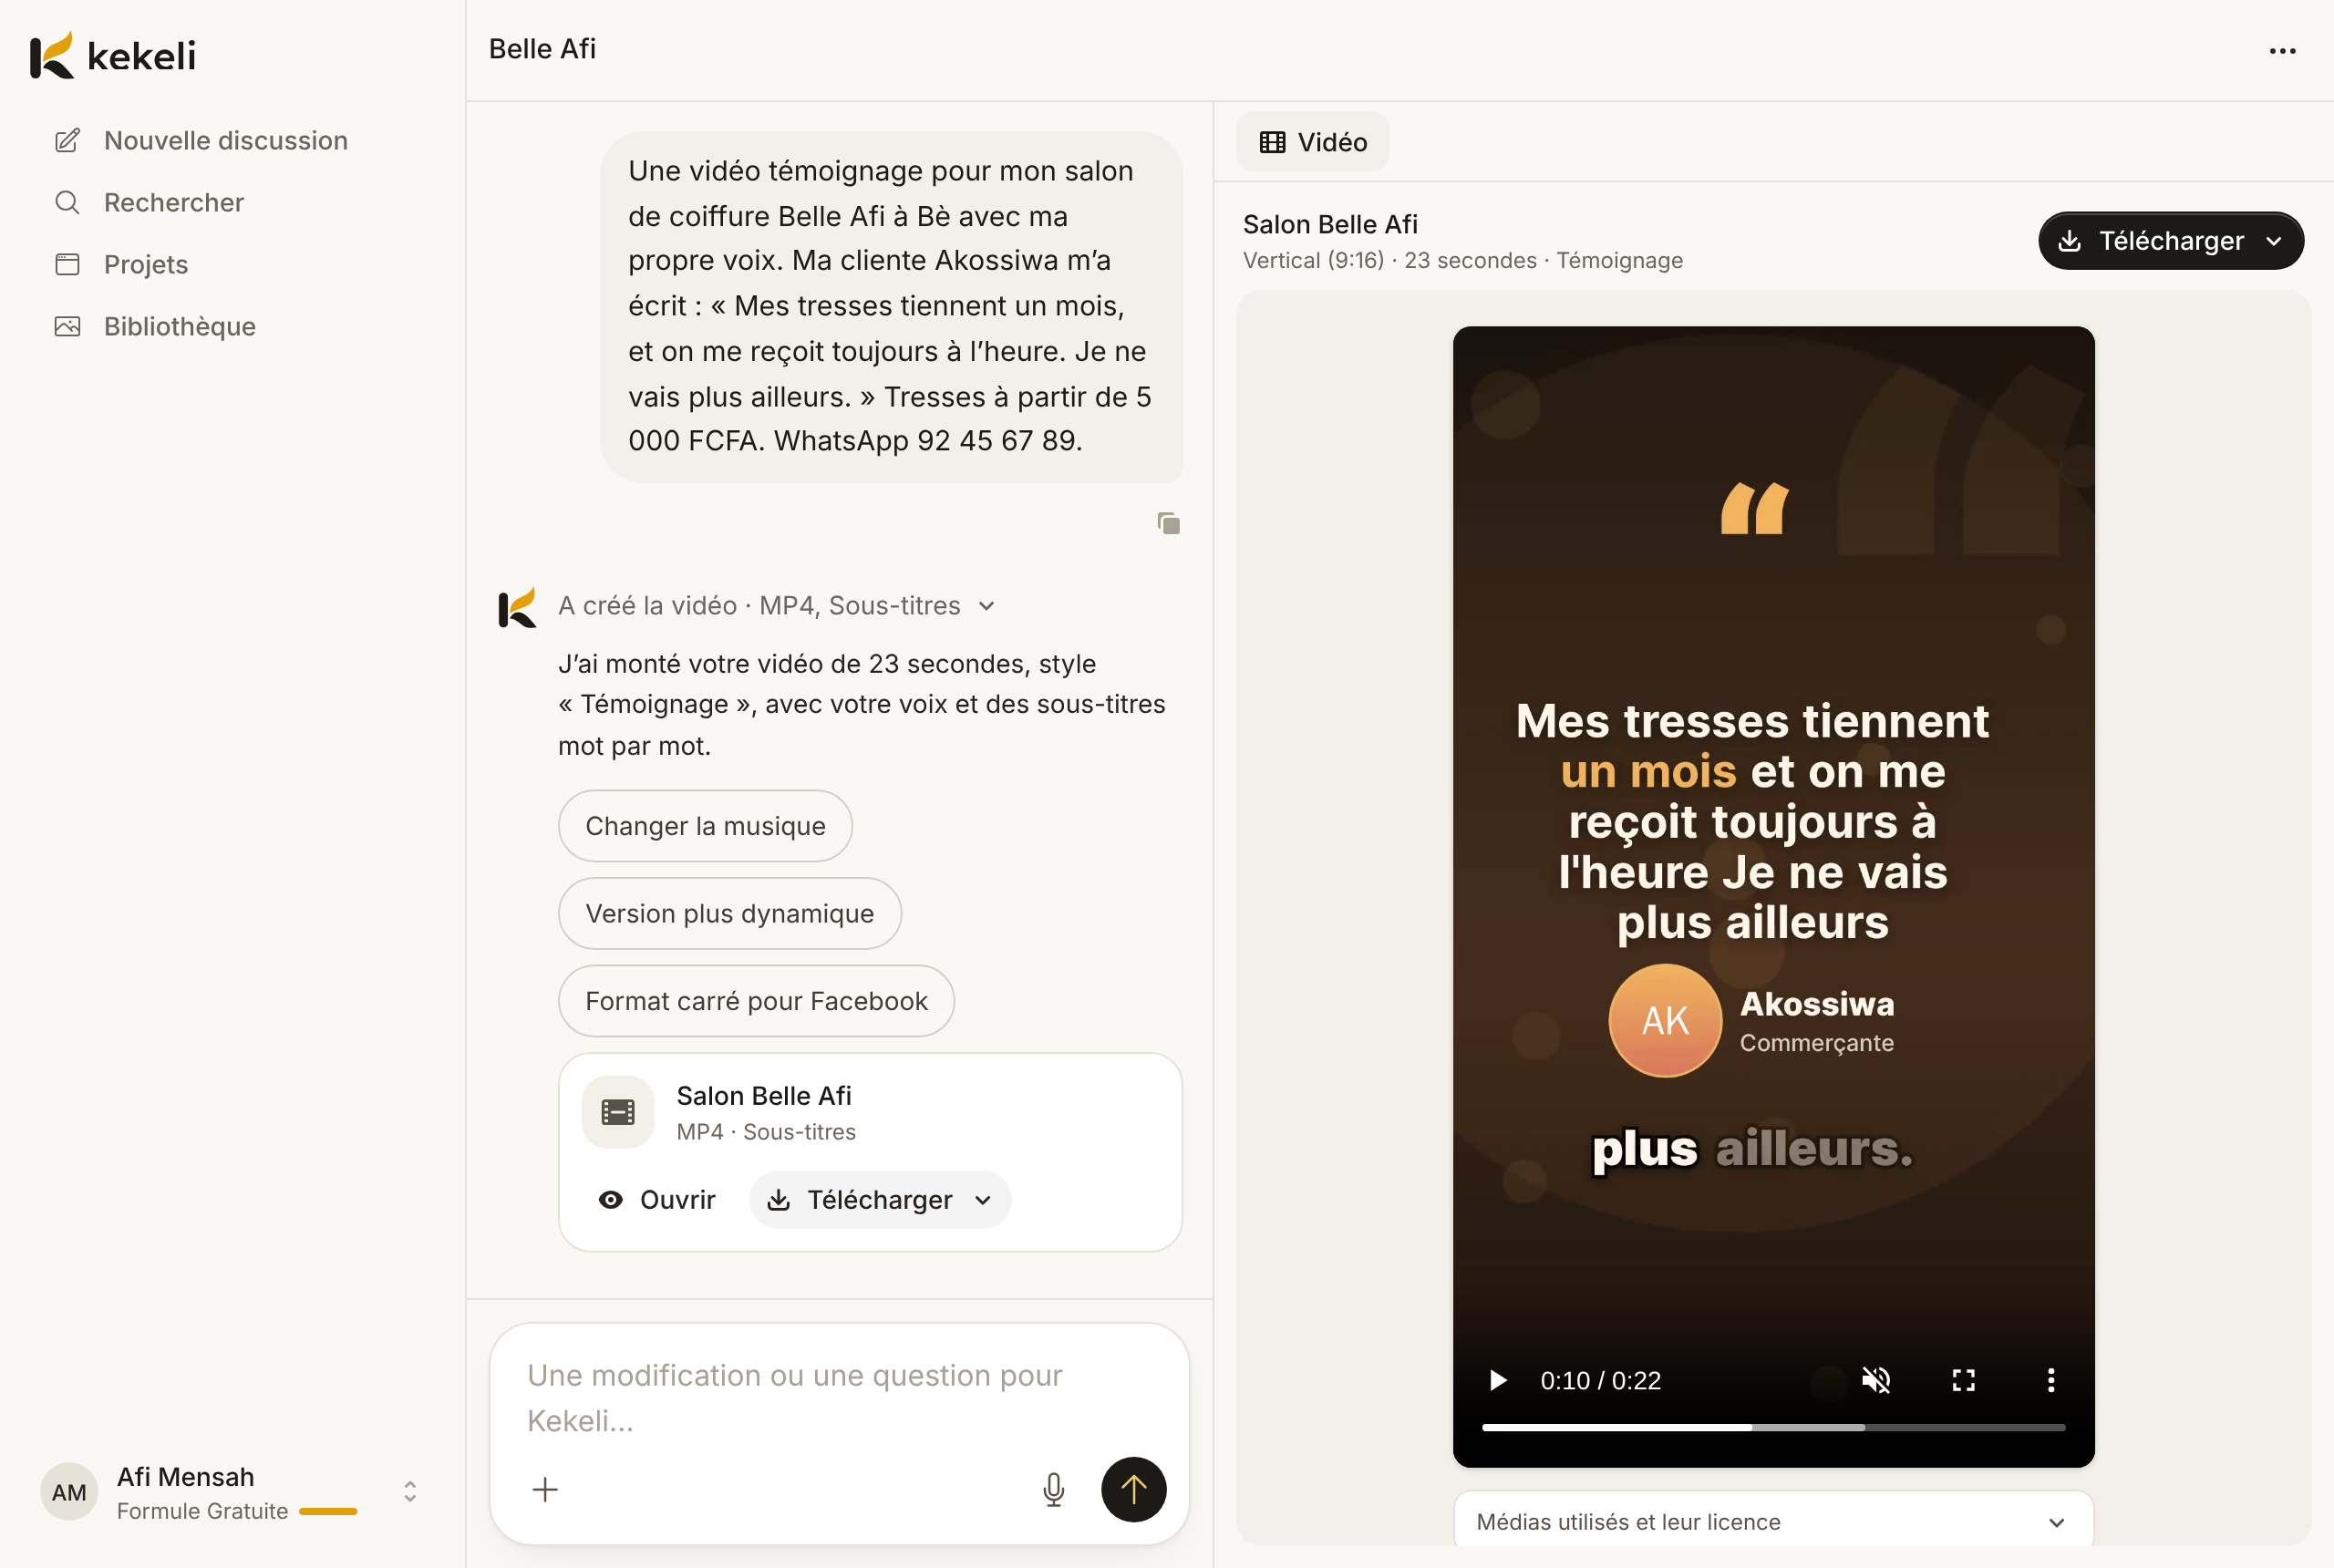 kekeli
Nouvelle discussion
Rechercher
Projets
Bibliothèque
Afi Mensah
Formule Gratuite
AM
Belle Afi
Une vidéo témoignage pour mon salon
de coiffure Belle Afi à Bè avec ma
propre voix. Ma cliente Akossiwa m’a
écrit : « Mes tresses tiennent un mois,
et on me reçoit toujours à l’heure. Je ne
vais plus ailleurs. » Tresses à partir de 5
000 FCFA. WhatsApp 92 45 67 89.
A créé la vidéo · MP4, Sous-titres
J’ai monté votre vidéo de 23 secondes, style
« Témoignage », avec votre voix et des sous-titres
mot par mot.
Changer la musique
Version plus dynamique
Format carré pour Facebook
Salon Belle Afi
MP4 · Sous-titres
Ouvrir
Télécharger
Une modification ou une question pour
Kekeli...
Vidéo
Salon Belle Afi
Vertical (9:16) · 23 secondes · Témoignage
Télécharger
“
Mes tresses tiennent
un mois et on me
reçoit toujours à
l'heure Je ne vais
plus ailleurs
AK
Akossiwa
Commerçante
plus ailleurs.
0:10 / 0:22
Médias utilisés et leur licence